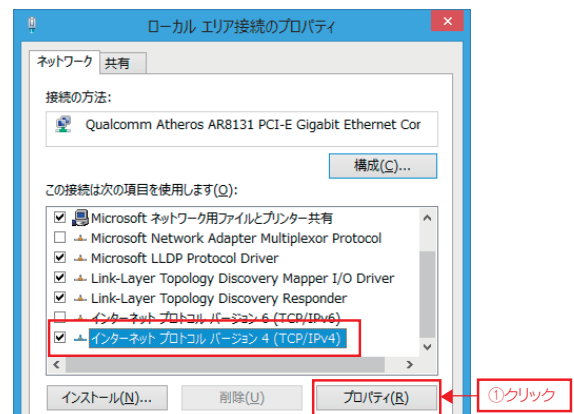 ローカル エリア接続のプロパティ
ネットワーク 共有
接続の方法:
Qualcomm Atheros AR8131 PCI-E Gigabit Ethernet Cor
構成(C)...
この接続は次の項目を使用します(O):
Microsoft ネットワーク用ファイルとプリンター共有
Microsoft Network Adapter Multiplexor Protocol
Microsoft LLDP Protocol Driver
Link-Layer Topology Discovery Mapper I/O Driver
Link-Layer Topology Discovery Responder
インターネット プロトコル バージョン 6 (TCP/IPv6)
インターネット プロトコル バージョン 4 (TCP/IPv4)
インストール(N)... 削除(U) プロパティ(R) ①クリック